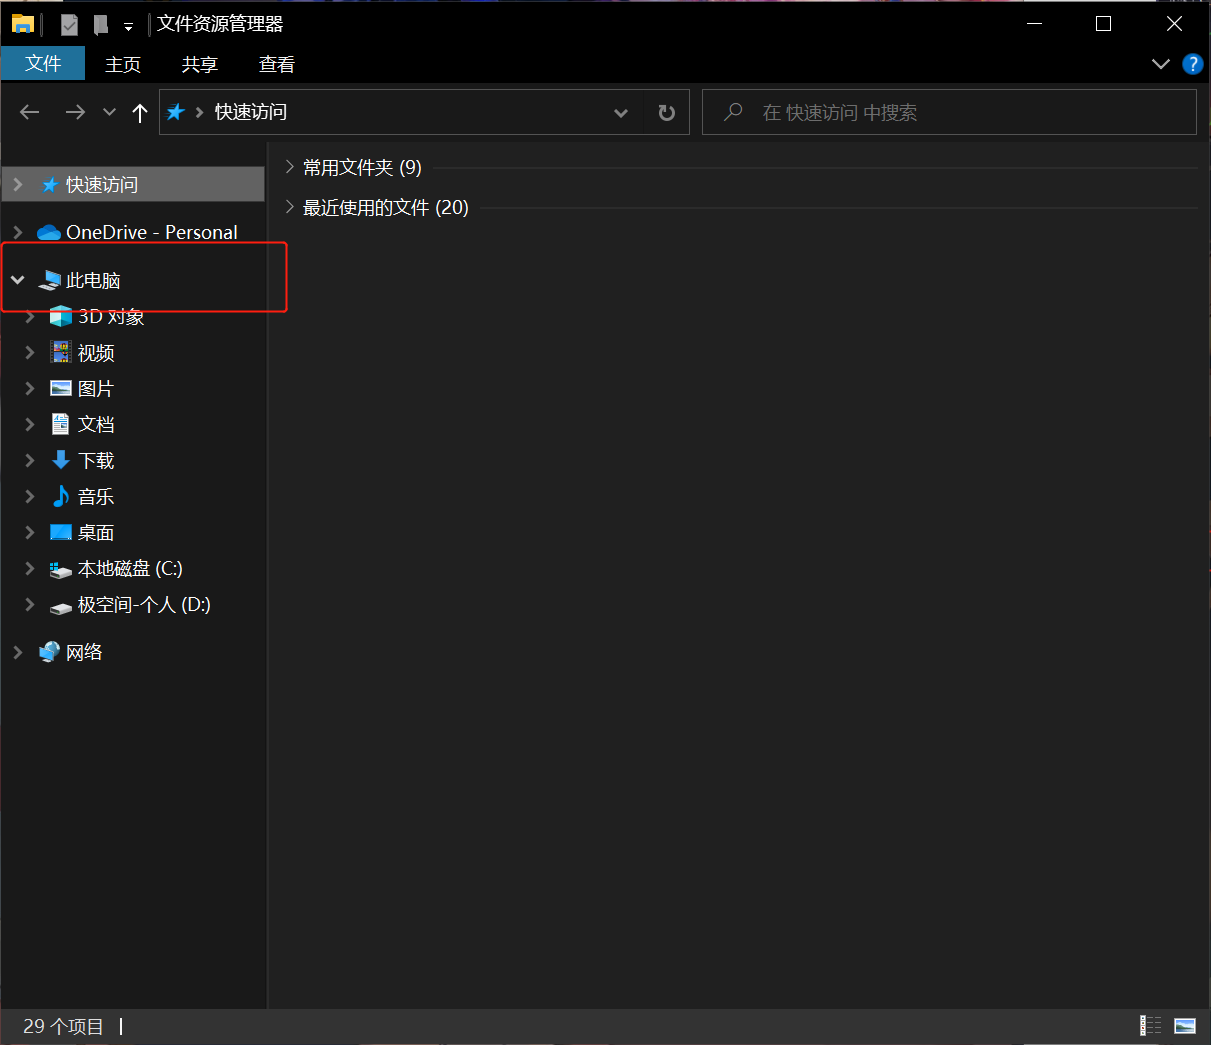 文件资源管理器
文件 主页 共享 查看
快速访问 在 快速访问 中搜索
快速访问
OneDrive - Personal
此电脑
3D 对象
视频
图片
文档
下载
音乐
桌面
本地磁盘 (C:)
极空间-个人 (D:)
网络
常用文件夹 (9)
最近使用的文件 (20)
29 个项目